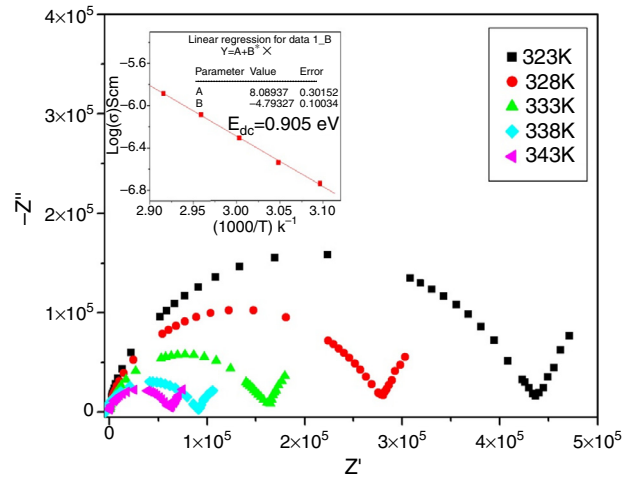 5×10⁵
4×10⁵
3×10⁵
2×10⁵
1×10⁵
0
−Z″
0
1×10⁵
2×10⁵
3×10⁵
4×10⁵
5×10⁵
Z′
323K
328K
333K
338K
343K
Linear regression for data 1_B
Y=A+B* X
Parameter Value Error
A 8.08937 0.30152
B −4.79327 0.10034
E_dc=0.905 eV
Log(σ)Scm
−5.6
−6.0
−6.4
−6.8
2.90
2.95
3.00
3.05
3.10
(1000/T) k⁻¹